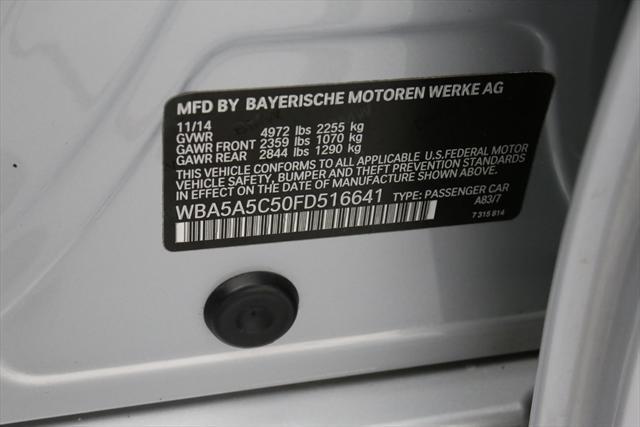 MFD BY BAYERISCHE MOTOREN WERKE AG
11/14
GVWR 4972 lbs 2255 kg
GAWR FRONT 2359 lbs 1070 kg
GAWR REAR 2844 lbs 1290 kg
THIS VEHICLE CONFORMS TO ALL APPLICABLE U.S.FEDERAL MOTOR
VEHICLE SAFETY, BUMPER AND THEFT PREVENTION STANDARDS
IN EFFECT ON THE DATE OF MANUFACTURE SHOWN ABOVE.
WBA5A5C50FD516641 TYPE: PASSENGER CAR
A83/7
7 315 814